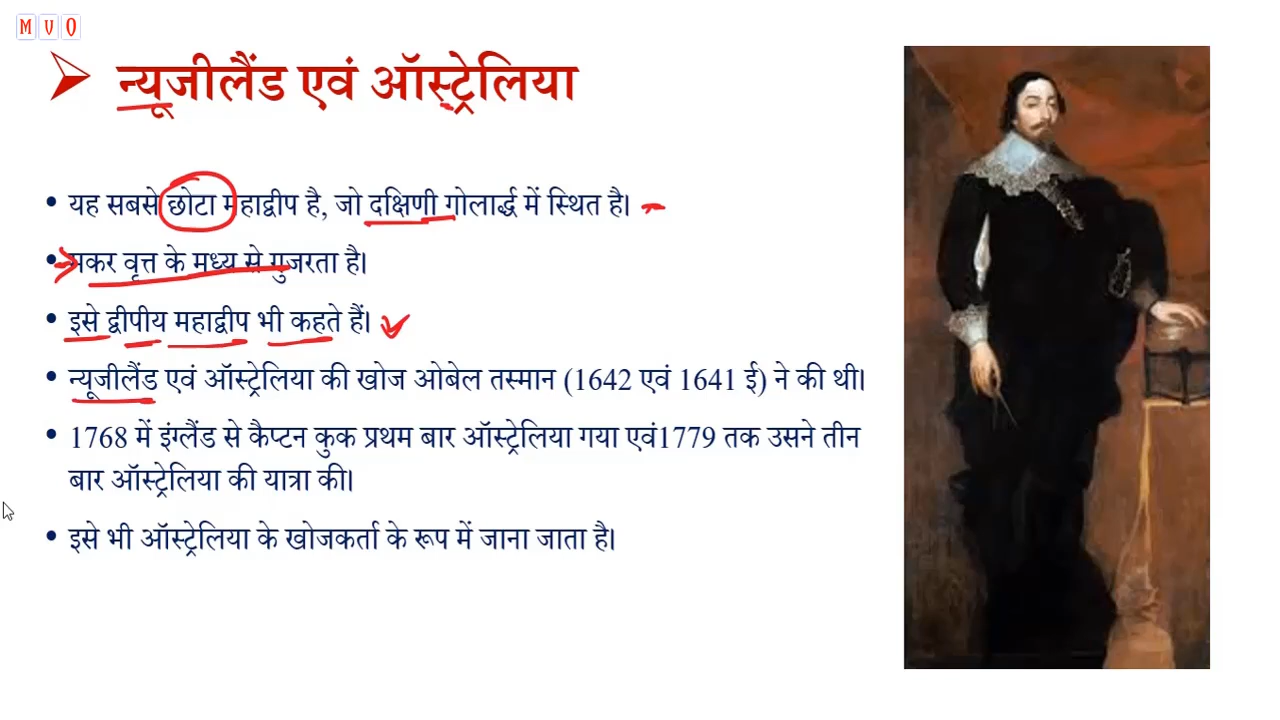 MVO
न्यूजीलैंड एवं ऑस्ट्रेलिया
• यह सबसे छोटा महाद्वीप है, जो दक्षिणी गोलार्द्ध में स्थित है।
• मकर वृत्त के मध्य से गुजरता है।
• इसे द्वीपीय महाद्वीप भी कहते हैं।
• न्यूजीलैंड एवं ऑस्ट्रेलिया की खोज ओबेल तस्मान (1642 एवं 1641 ई) ने की थी।
• 1768 में इंग्लैंड से कैप्टन कुक प्रथम बार ऑस्ट्रेलिया गया एवं1779 तक उसने तीन
बार ऑस्ट्रेलिया की यात्रा की।
• इसे भी ऑस्ट्रेलिया के खोजकर्ता के रूप में जाना जाता है।